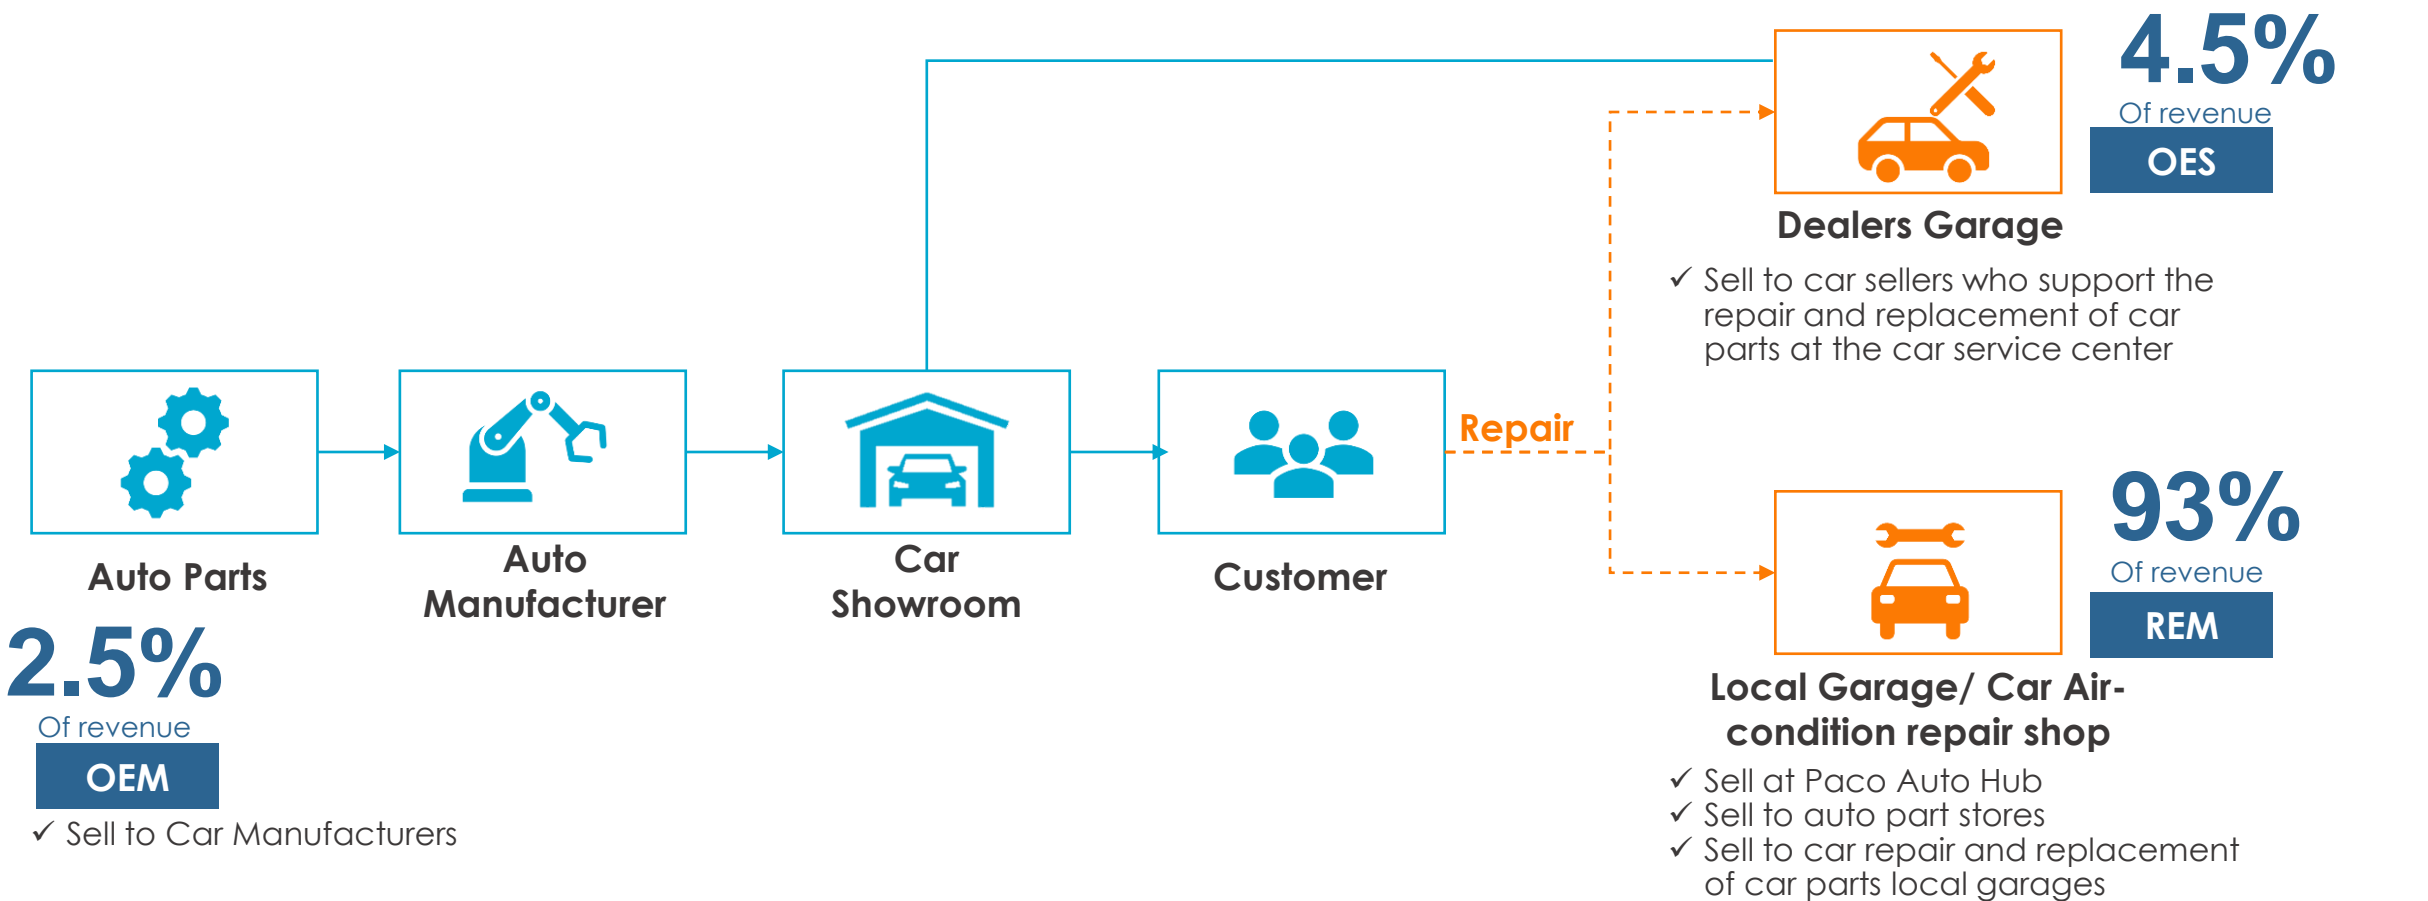 4.5%
Of revenue
OES
Dealers Garage
✓ Sell to car sellers who support the
repair and replacement of car
parts at the car service center
Repair
Auto Parts
Auto
Manufacturer
Car
Showroom
Customer
93%
Of revenue
REM
2.5%
Of revenue
OEM
✓ Sell to Car Manufacturers
Local Garage/ Car Air-
condition repair shop
✓ Sell at Paco Auto Hub
✓ Sell to auto part stores
✓ Sell to car repair and replacement
of car parts local garages